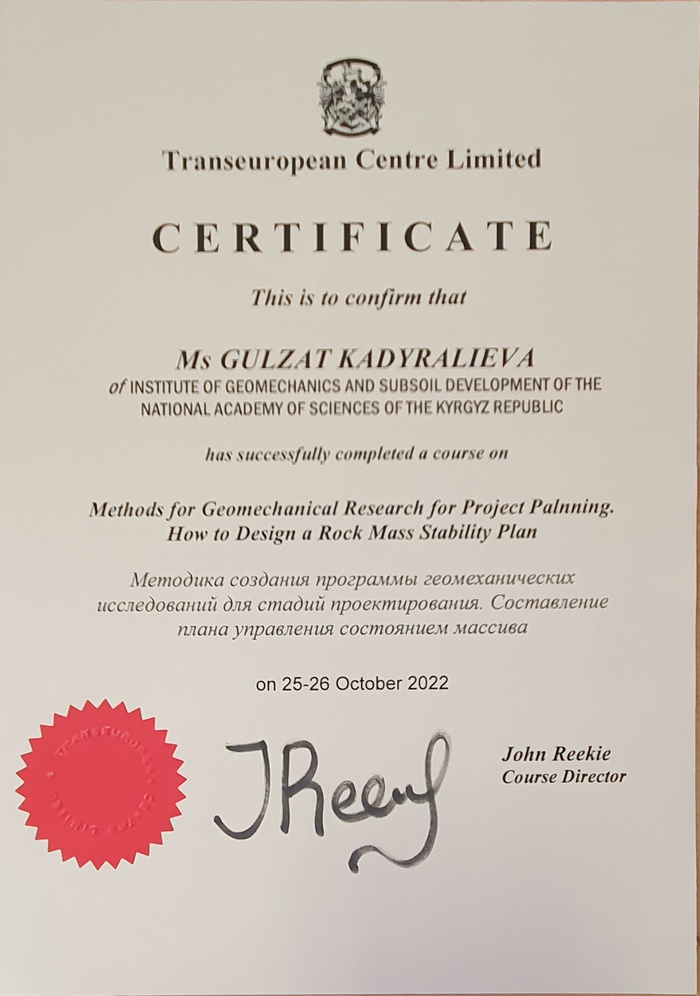 Transeuropean Centre Limited
CERTIFICATE
This is to confirm that
Ms GULZAT KADYRALIEVA
of INSTITUTE OF GEOMECHANICS AND SUBSOIL DEVELOPMENT OF THE
NATIONAL ACADEMY OF SCIENCES OF THE KYRGYZ REPUBLIC
has successfully completed a course on
Methods for Geomechanical Research for Project Palnning.
How to Design a Rock Mass Stability Plan
Методика создания программы геомеханических
исследований для стадий проектирования. Составление
плана управления состоянием массива
on 25-26 October 2022
TRANSEUROPEAN CENTRE LIMITED
John Reekie
Course Director